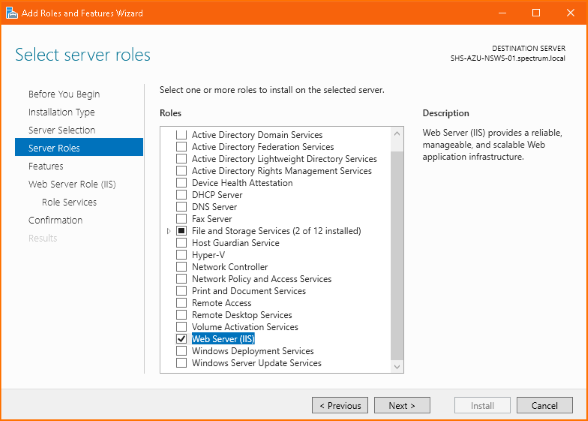 Add Roles and Features Wizard
Select server roles
DESTINATION SERVER
SHS-AZU-NSWS-01.spectrum.local
Before You Begin
Installation Type
Server Selection
Server Roles
Features
Web Server Role (IIS)
Role Services
Confirmation
Results
Select one or more roles to install on the selected server.
Roles
Active Directory Domain Services
Active Directory Federation Services
Active Directory Lightweight Directory Services
Active Directory Rights Management Services
Device Health Attestation
DHCP Server
DNS Server
Fax Server
File and Storage Services (2 of 12 installed)
Host Guardian Service
Hyper-V
Network Controller
Network Policy and Access Services
Print and Document Services
Remote Access
Remote Desktop Services
Volume Activation Services
Web Server (IIS)
Windows Deployment Services
Windows Server Update Services
Description
Web Server (IIS) provides a reliable,
manageable, and scalable Web
application infrastructure.
< Previous
Next >
Install
Cancel